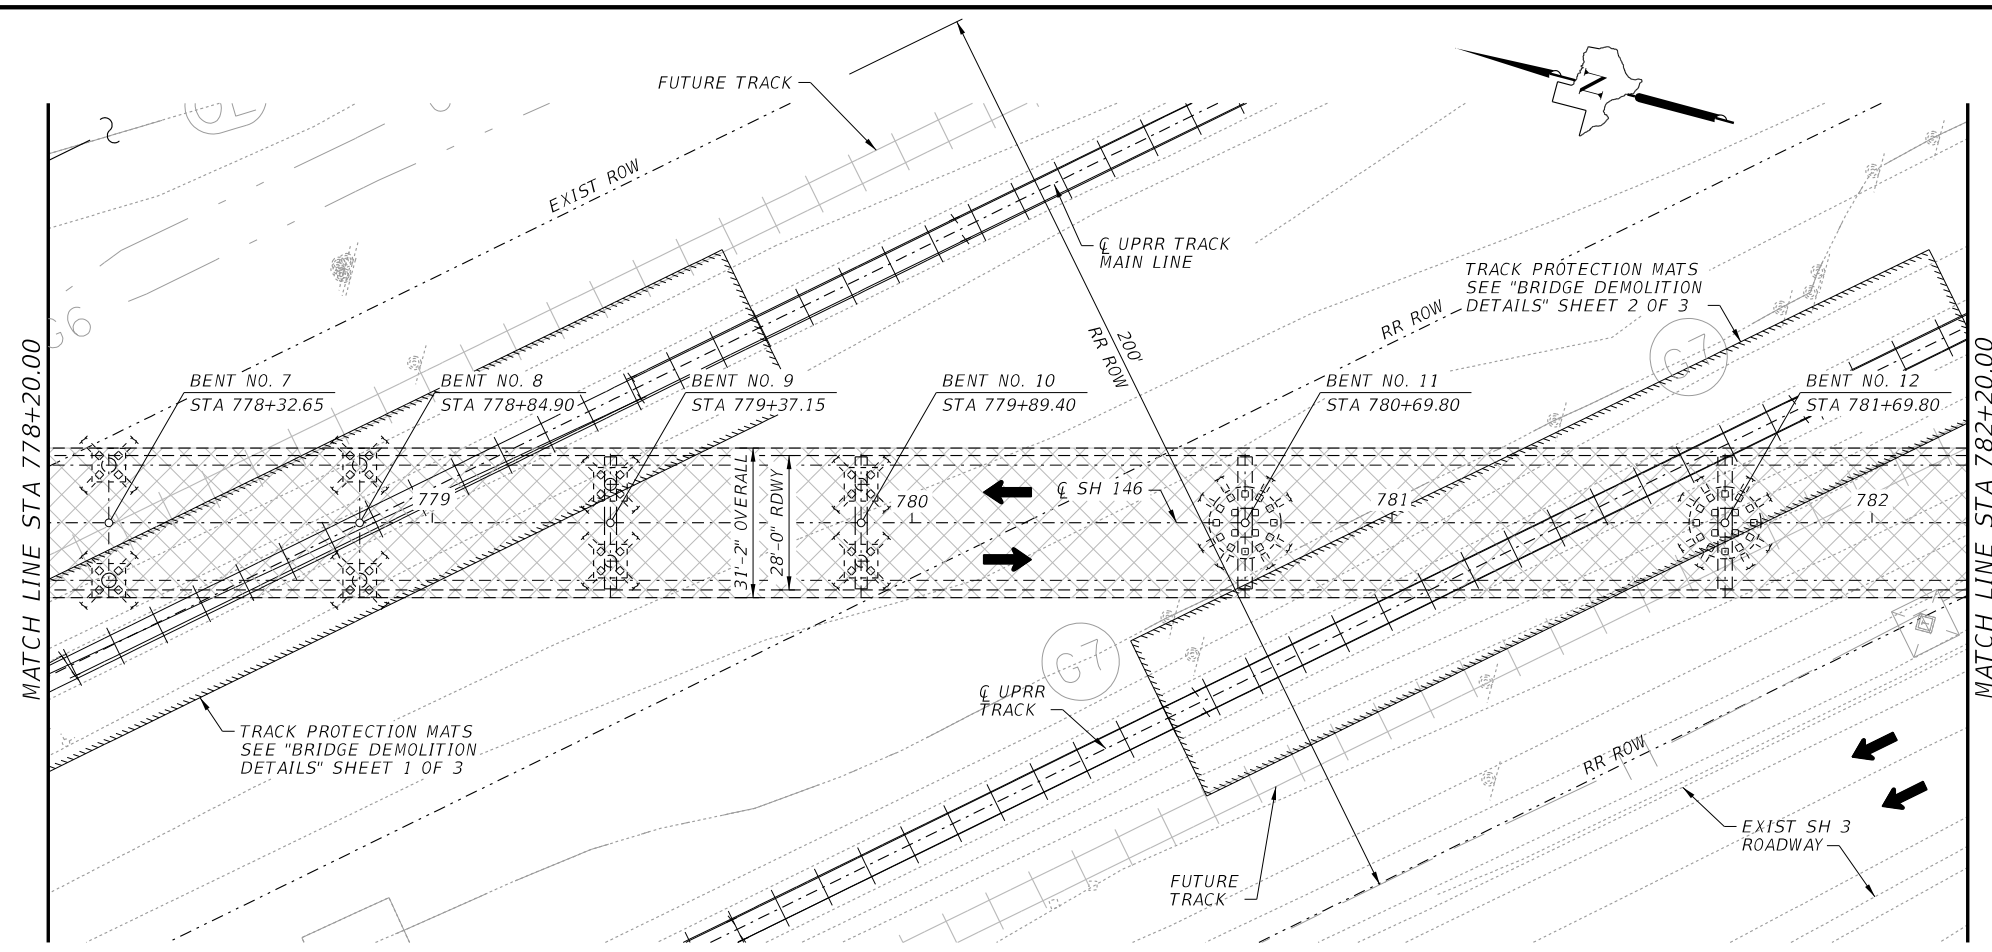 FUTURE TRACK
EXIST ROW
N
℄ UPRR TRACK
MAIN LINE
200'
RR ROW
RR ROW
TRACK PROTECTION MATS
SEE "BRIDGE DEMOLITION
DETAILS" SHEET 2 OF 3
G7
MATCH LINE STA 778+20.00
BENT NO. 7
STA 778+32.65
BENT NO. 8
STA 778+84.90
BENT NO. 9
STA 779+37.15
BENT NO. 10
STA 779+89.40
BENT NO. 11
STA 780+69.80
BENT NO. 12
STA 781+69.80
MATCH LINE STA 782+20.00
779
780
781
782
℄ SH 146
31'-2" OVERALL
28'-0" RDWY
G7
℄ UPRR
TRACK
TRACK PROTECTION MATS
SEE "BRIDGE DEMOLITION
DETAILS" SHEET 1 OF 3
RR ROW
EXIST SH 3
ROADWAY
FUTURE
TRACK